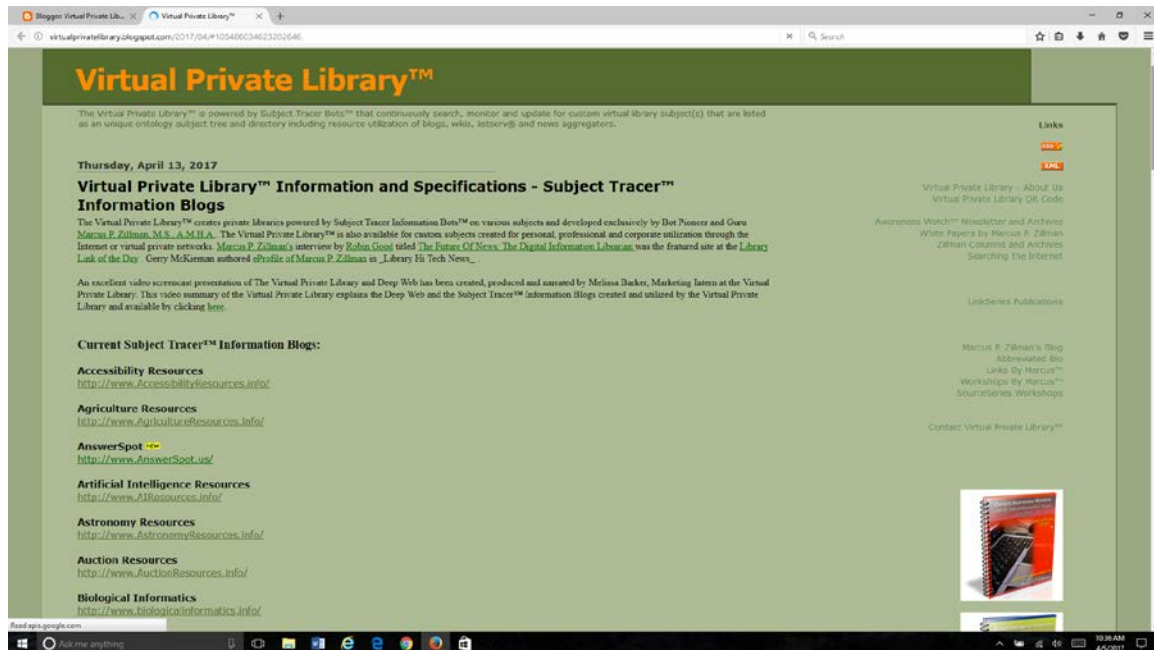 Blogger: Virtual Private Lib...
Virtual Private Library™
virtualprivatelibrary.blogspot.com/2017/04/#105486034623202646
Search
Virtual Private Library™
The Virtual Private Library™ is powered by Subject Tracer Bots™ that continuously search, monitor and update for custom virtual library subject(s) that are listed
as an unique ontology subject tree and directory including resource utilization of blogs, wikis, listserv® and news aggregators.
Thursday, April 13, 2017
Virtual Private Library™ Information and Specifications - Subject Tracer™
Information Blogs
The Virtual Private Library™ creates private libraries powered by Subject Tracer Information Bots™ on various subjects and developed exclusively by Bot Pioneer and Guru
Marcus P. Zillman, M.S., A.M.H.A.. The Virtual Private Library™ is also available for custom subjects created for personal, professional and corporate utilization through the
Internet or virtual private networks. Marcus P. Zillman's interview by Robin Good titled The Future Of News: The Digital Information Librarian was the featured site at the Library
Link of the Day. Gerry McKiernan authored eProfile of Marcus P. Zillman in _Library Hi Tech News_ .
An excellent video screencast presentation of The Virtual Private Library and Deep Web has been created, produced and narrated by Melissa Barker, Marketing Intern at the Virtual
Private Library. This video summary of the Virtual Private Library explains the Deep Web and the Subject Tracer™ Information Blogs created and utilized by the Virtual Private
Library and available by clicking here.
Current Subject Tracer™ Information Blogs:
Accessibility Resources
http://www.AccessibilityResources.info/
Agriculture Resources
http://www.AgricultureResources.info/
AnswerSpot NEW
http://www.AnswerSpot.us/
Artificial Intelligence Resources
http://www.AIResources.info/
Astronomy Resources
http://www.AstronomyResources.info/
Auction Resources
http://www.AuctionResources.info/
Biological Informatics
http://www.biologicalinformatics.info/
Links
RSS
XML
Virtual Private Library - About Us
Virtual Private Library QR Code
Awareness Watch™ Newsletter and Archives
White Papers by Marcus P. Zillman
Zillman Columns and Archives
Searching the Internet
LinkSeries Publications
Marcus P. Zillman's Blog
Abbreviated Bio
Links By Marcus™
Workshops By Marcus™
SourceSeries Workshops
Contact Virtual Private Library™
Read apis.google.com
Ask me anything
10:36 AM
4/5/2017